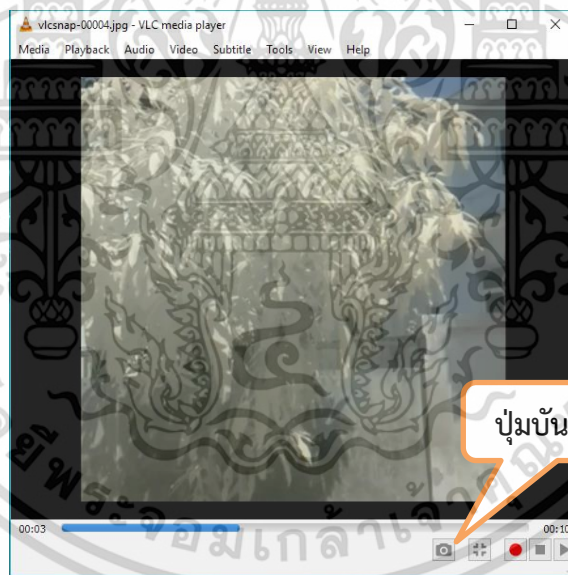 vlcsnap-00004.jpg - VLC media player
Media Playback Audio Video Subtitle Tools View Help
ปุ่มบัน
00:03
00:10